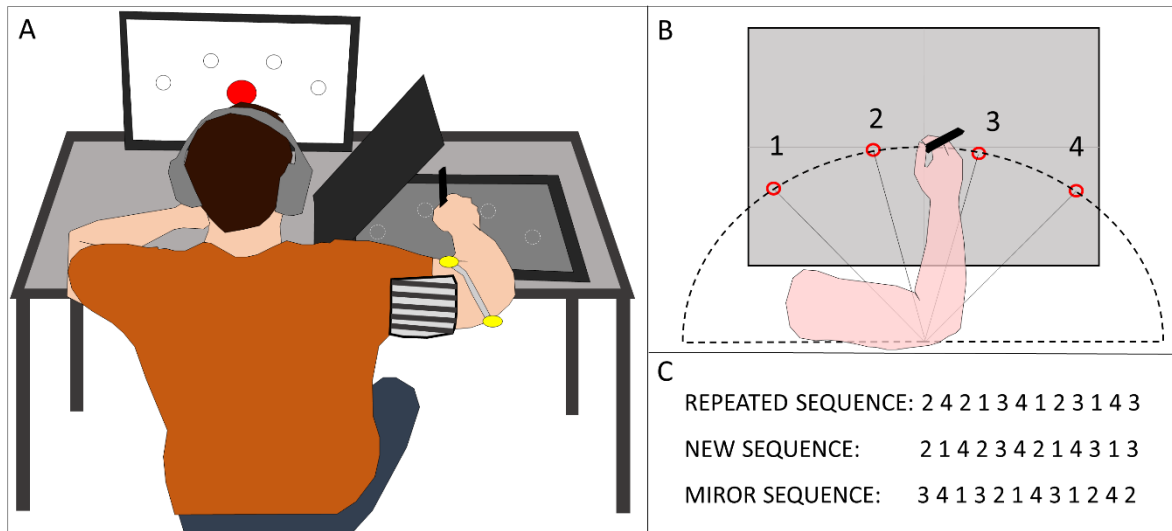 A
B
1
2
3
4
C
REPEATED SEQUENCE: 2 4 2 1 3 4 1 2 3 1 4 3
NEW SEQUENCE: 2 1 4 2 3 4 2 1 4 3 1 3
MIROR SEQUENCE: 3 4 1 3 2 1 4 3 1 2 4 2